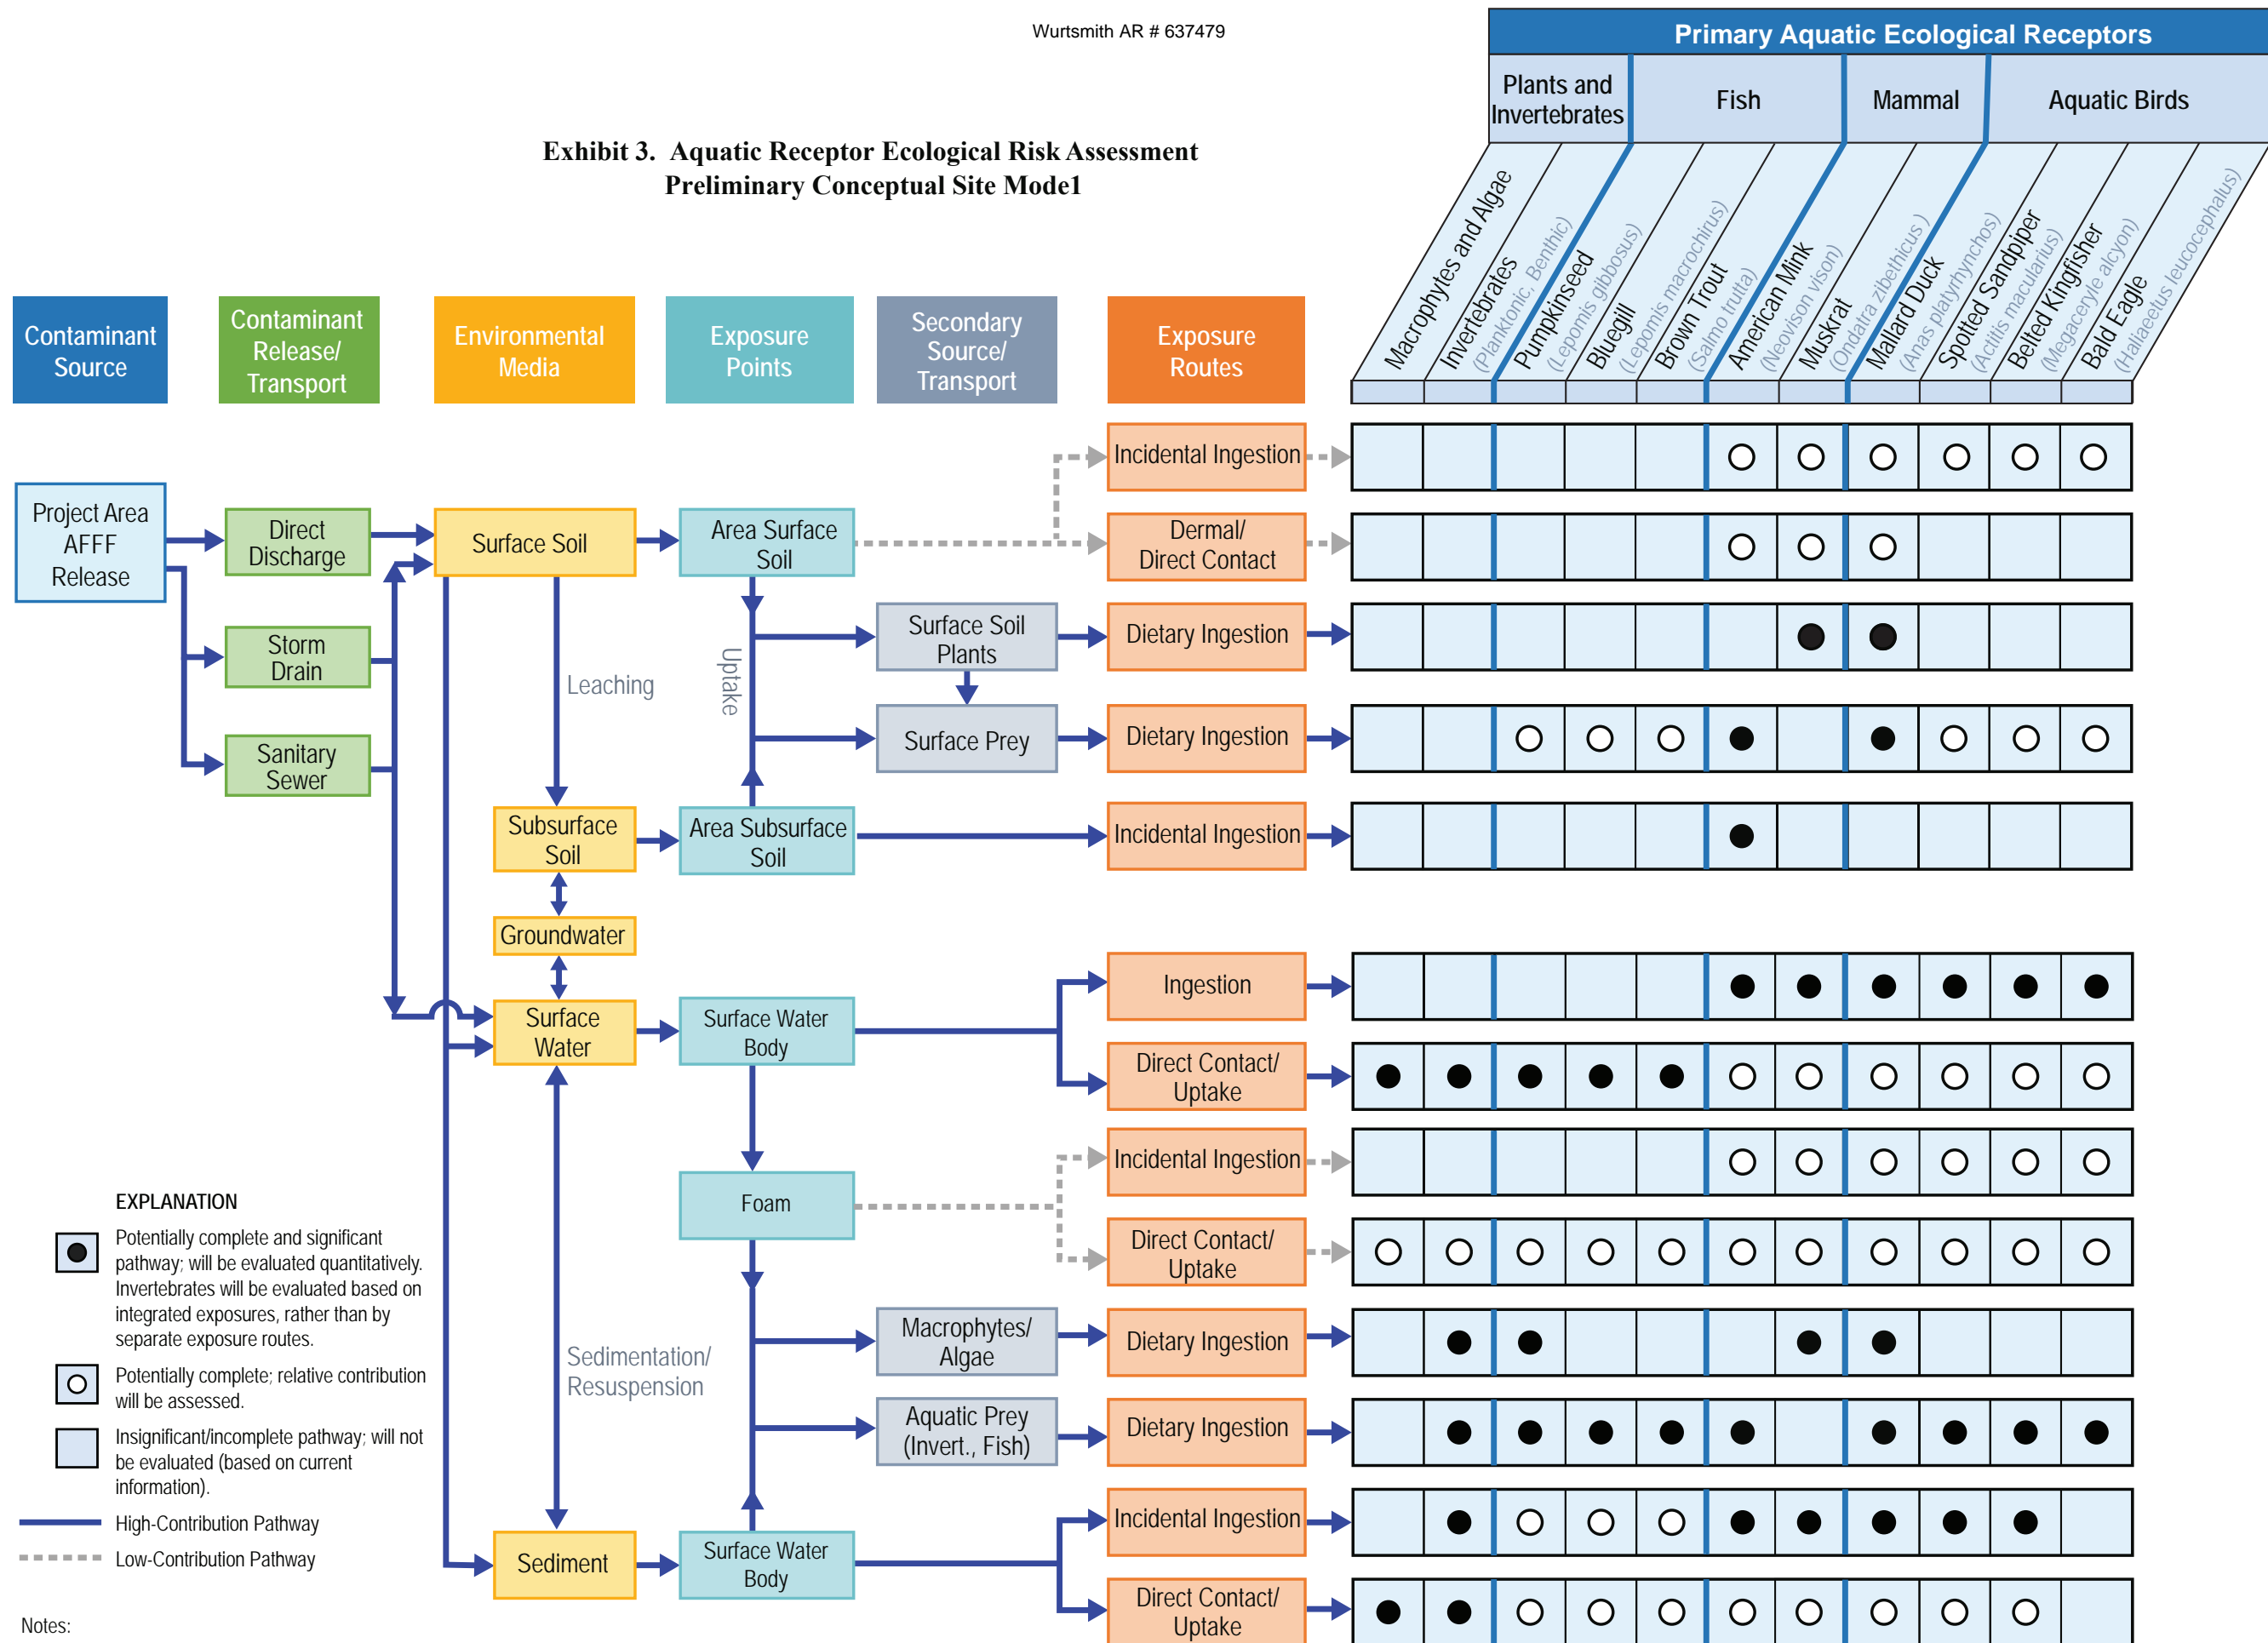 Wurtsmith AR # 637479
Primary Aquatic Ecological Receptors
Plants and
Invertebrates
Fish
Mammal
Aquatic Birds
Exhibit 3. Aquatic Receptor Ecological Risk Assessment
Preliminary Conceptual Site Mode1
Macrophytes and Algae
Invertebrates
(Planktonic, Benthic)
Pumpkinseed
(Lepomis gibbosus)
Bluegill
(Lepomis macrochirus)
Brown Trout
(Salmo trutta)
American Mink
(Neovison vison)
Muskrat
(Ondatra zibethicus )
Mallard Duck
(Anas platyrhynchos)
Spotted Sandpiper
(Actitis macularius)
Belted Kingfisher
(Megaceryle alcyon)
Bald Eagle
(Haliaeetus leucocephalus)
Contaminant
Source
Contaminant
Release/
Transport
Environmental
Media
Exposure
Points
Secondary
Source/
Transport
Exposure
Routes
Incidental Ingestion
Project Area
AFFF
Release
Direct
Discharge
Surface Soil
Area Surface
Soil
Dermal/
Direct Contact
Storm
Drain
Leaching
Uptake
Surface Soil
Plants
Dietary Ingestion
Sanitary
Sewer
Surface Prey
Dietary Ingestion
Subsurface
Soil
Area Subsurface
Soil
Incidental Ingestion
Groundwater
Ingestion
Surface
Water
Surface Water
Body
Direct Contact/
Uptake
Incidental Ingestion
Foam
Direct Contact/
Uptake
EXPLANATION
Potentially complete and significant
pathway; will be evaluated quantitatively.
Invertebrates will be evaluated based on
integrated exposures, rather than by
separate exposure routes.
Potentially complete; relative contribution
will be assessed.
Insignificant/incomplete pathway; will not
be evaluated (based on current
information).
High-Contribution Pathway
Low-Contribution Pathway
Sedimentation/
Resuspension
Macrophytes/
Algae
Dietary Ingestion
Aquatic Prey
(Invert., Fish)
Dietary Ingestion
Incidental Ingestion
Sediment
Surface Water
Body
Direct Contact/
Uptake
Notes: